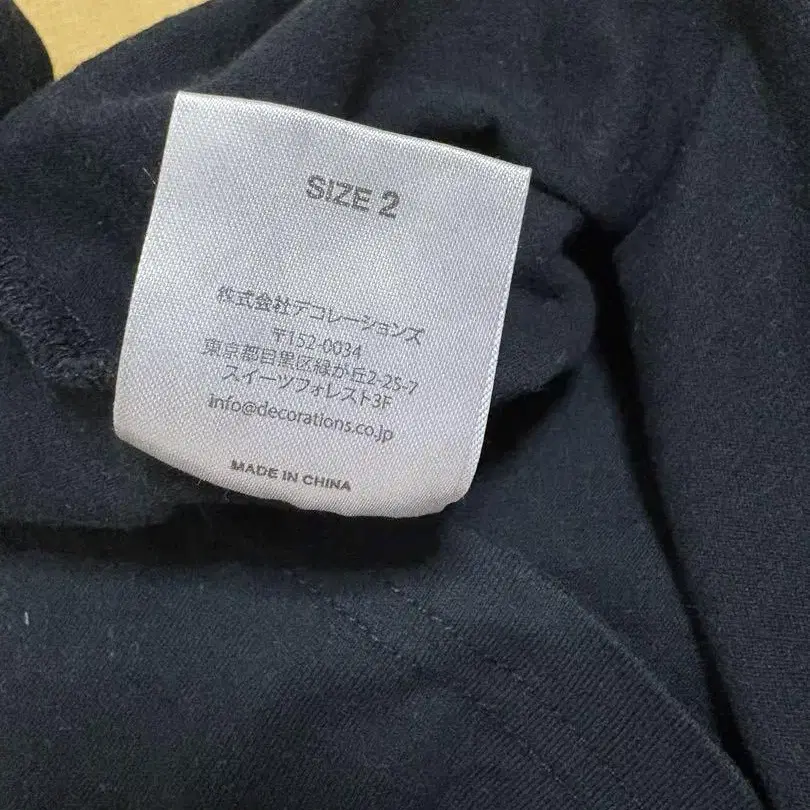 SIZE 2
株式会社デコレーションズ
〒152-0034
東京都目黒区緑が丘2-25-7
スイーツフォレスト3F
info@decorations.co.jp
MADE IN CHINA